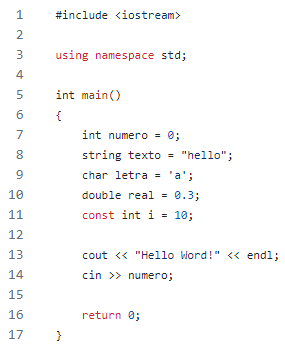 1 #include <iostream>
2
3 using namespace std;
4
5 int main()
6 {
7 int numero = 0;
8 string texto = "hello";
9 char letra = 'a';
10 double real = 0.3;
11 const int i = 10;
12
13 cout << "Hello Word!" << endl;
14 cin >> numero;
15
16 return 0;
17 }